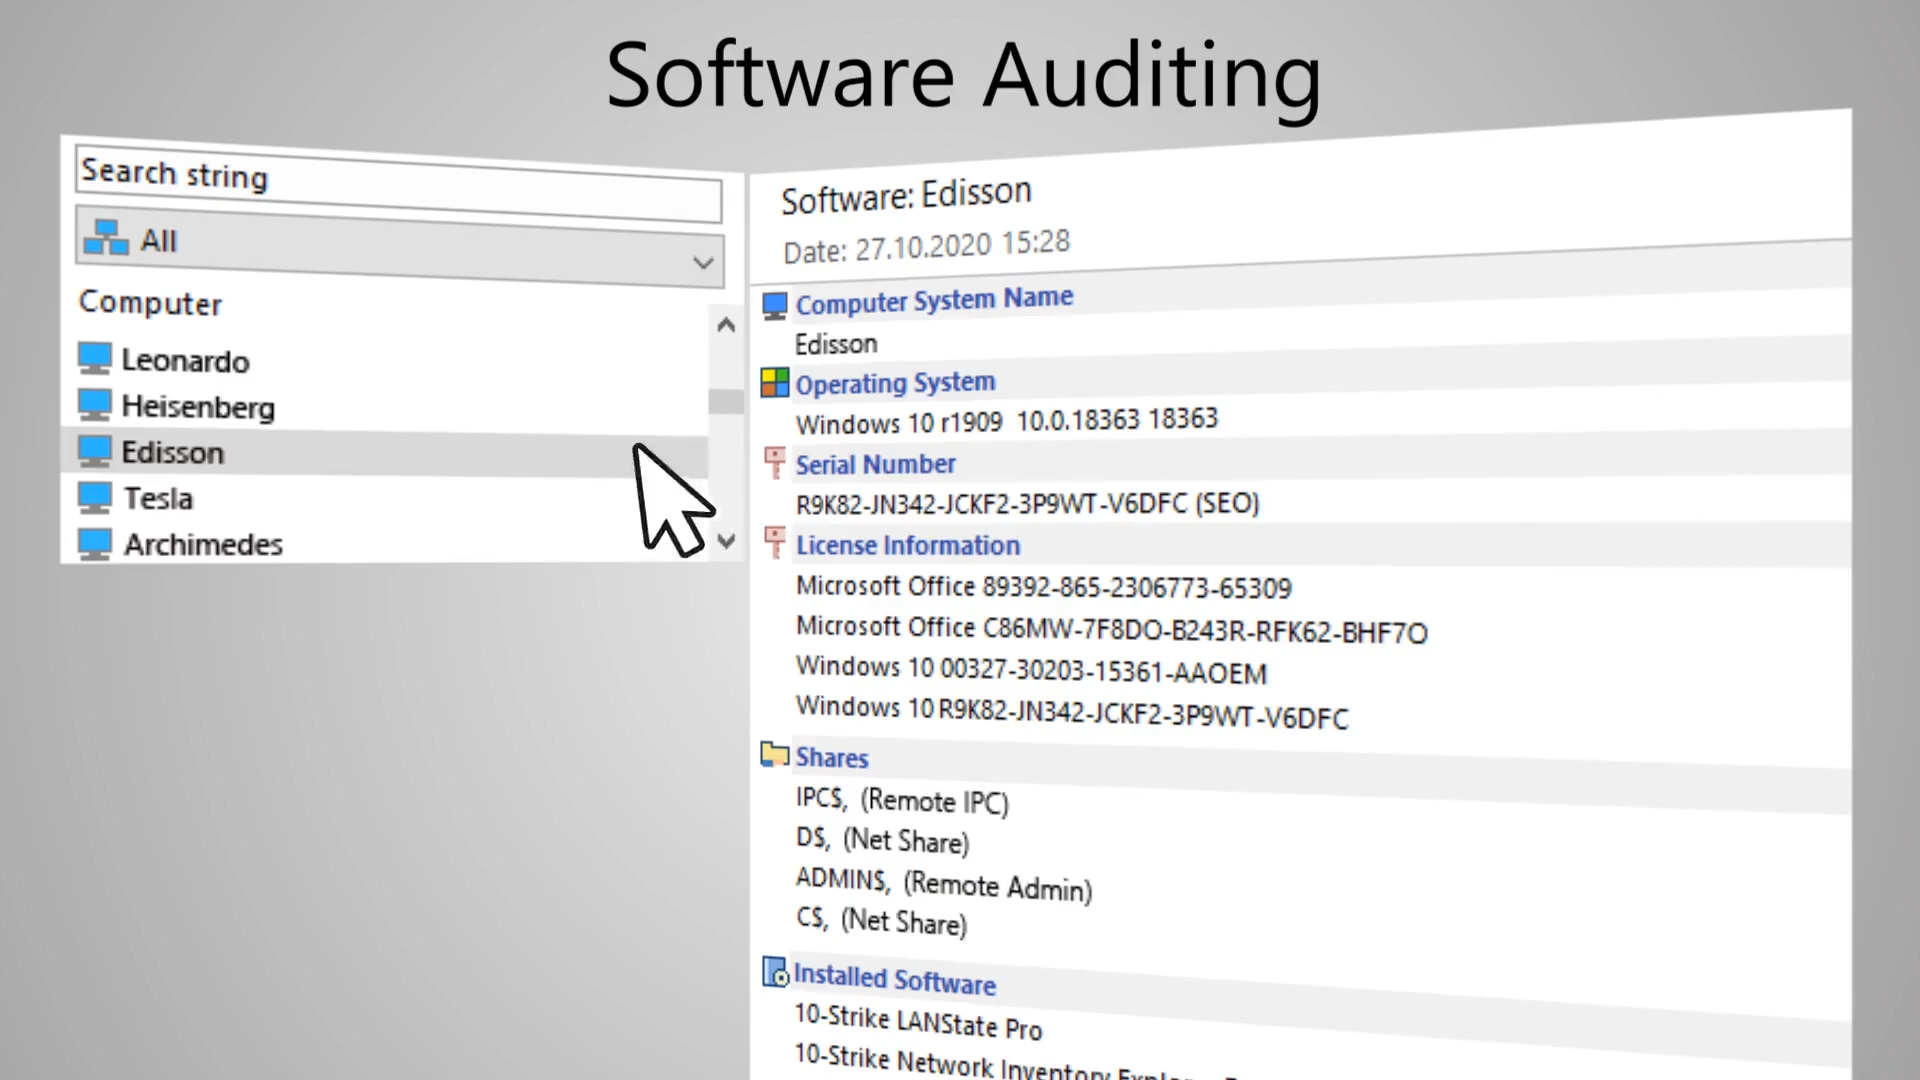 Software Auditing
Search string
All
Computer
Leonardo
Heisenberg
Edisson
Tesla
Archimedes
Software: Edisson
Date: 27.10.2020 15:28
Computer System Name
Edisson
Operating System
Windows 10 r1909 10.0.18363 18363
Serial Number
R9K82-JN342-JCKF2-3P9WT-V6DFC (SEO)
License Information
Microsoft Office 89392-865-2306773-65309
Microsoft Office C86MW-7F8DO-B243R-RFK62-BHF7O
Windows 10 00327-30203-15361-AAOEM
Windows 10 R9K82-JN342-JCKF2-3P9WT-V6DFC
Shares
IPC$, (Remote IPC)
D$, (Net Share)
ADMIN$, (Remote Admin)
C$, (Net Share)
Installed Software
10-Strike LANState Pro
10-Strike Network Inventory